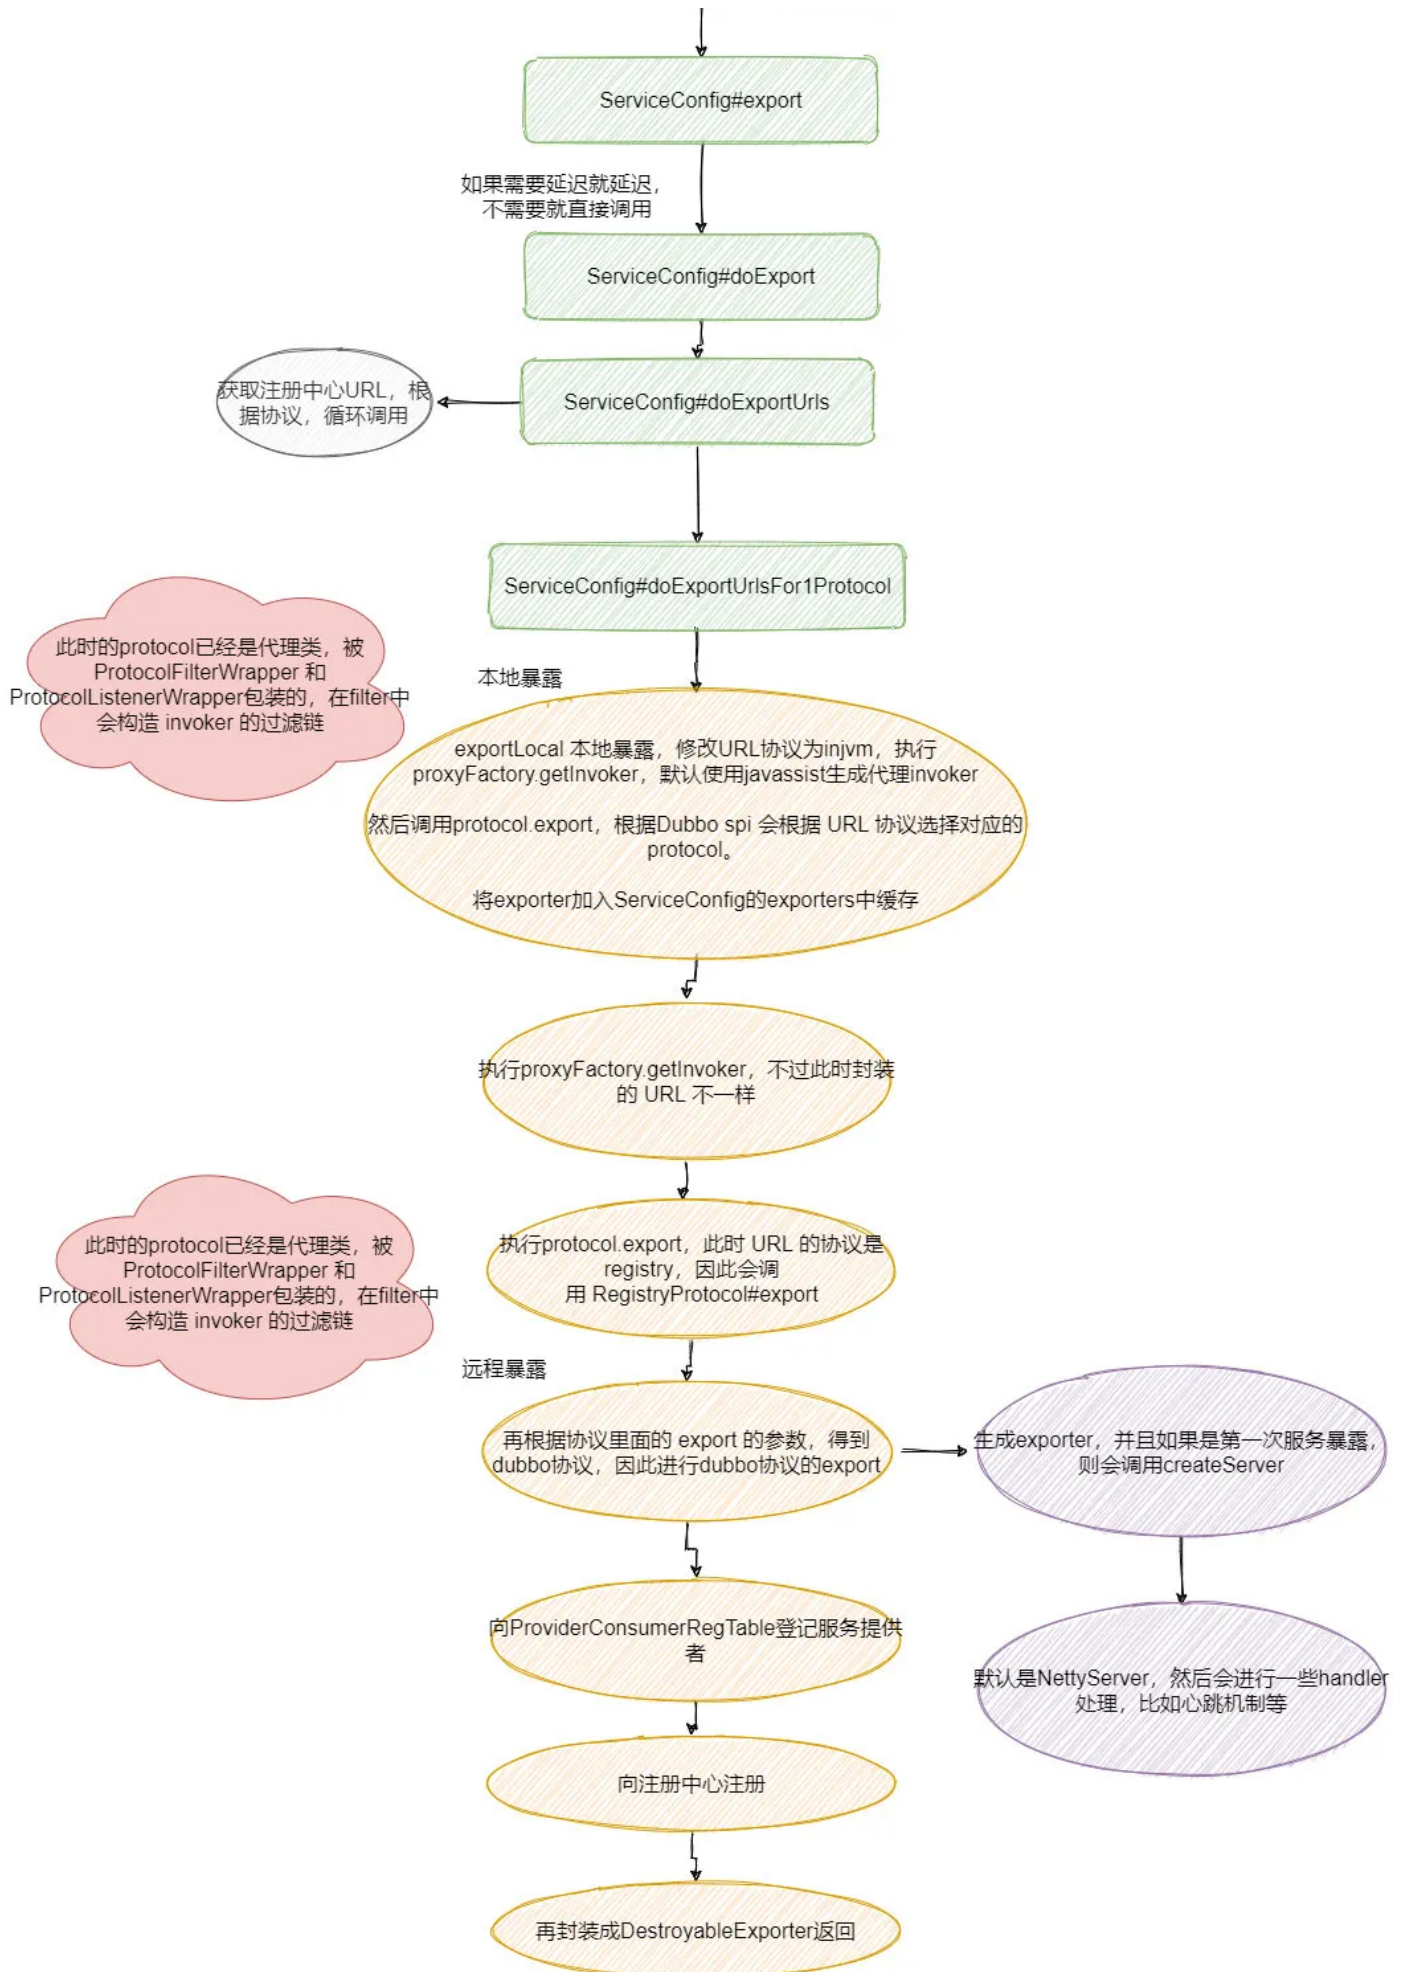 ServiceConfig#export
如果需要延迟就延迟，
不需要就直接调用
ServiceConfig#doExport
获取注册中心URL，根
据协议，循环调用
ServiceConfig#doExportUrls
ServiceConfig#doExportUrlsFor1Protocol
此时的protocol已经是代理类，被
ProtocolFilterWrapper 和
ProtocolListenerWrapper包装的，在filter中
会构造 invoker 的过滤链
本地暴露
exportLocal 本地暴露，修改URL协议为injvm，执行
proxyFactory.getInvoker，默认使用javassist生成代理invoker
然后调用protocol.export，根据Dubbo spi 会根据 URL 协议选择对应的
protocol。
将exporter加入ServiceConfig的exporters中缓存
执行proxyFactory.getInvoker，不过此时封装
的 URL 不一样
此时的protocol已经是代理类，被
ProtocolFilterWrapper 和
ProtocolListenerWrapper包装的，在filter中
会构造 invoker 的过滤链
执行protocol.export，此时 URL 的协议是
registry，因此会调
用 RegistryProtocol#export
远程暴露
再根据协议里面的 export 的参数，得到
dubbo协议，因此进行dubbo协议的export
生成exporter，并且如果是第一次服务暴露，
则会调用createServer
向ProviderConsumerRegTable登记服务提供
者
默认是NettyServer，然后会进行一些handler
处理，比如心跳机制等
向注册中心注册
再封装成DestroyableExporter返回